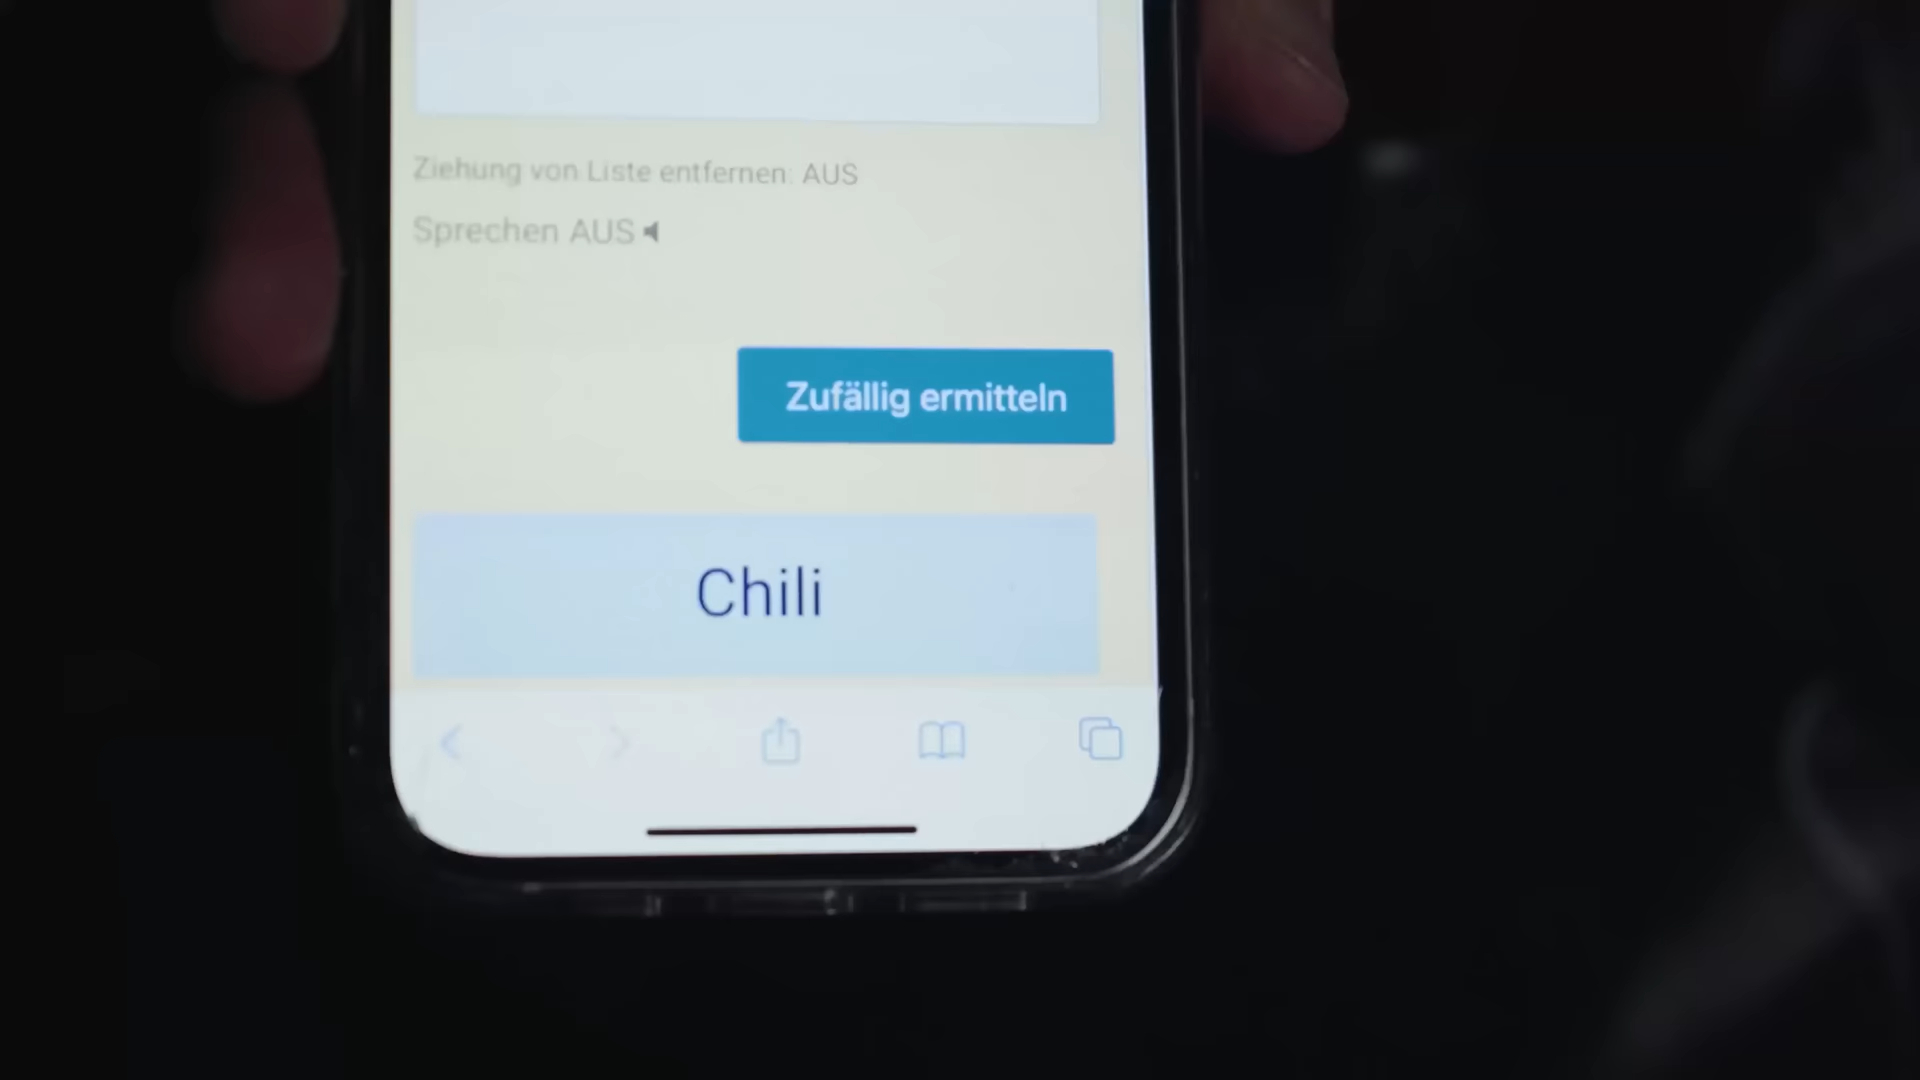 Ziehung von Liste entfernen: AUS
Sprechen AUS
Zufällig ermitteln
Chili